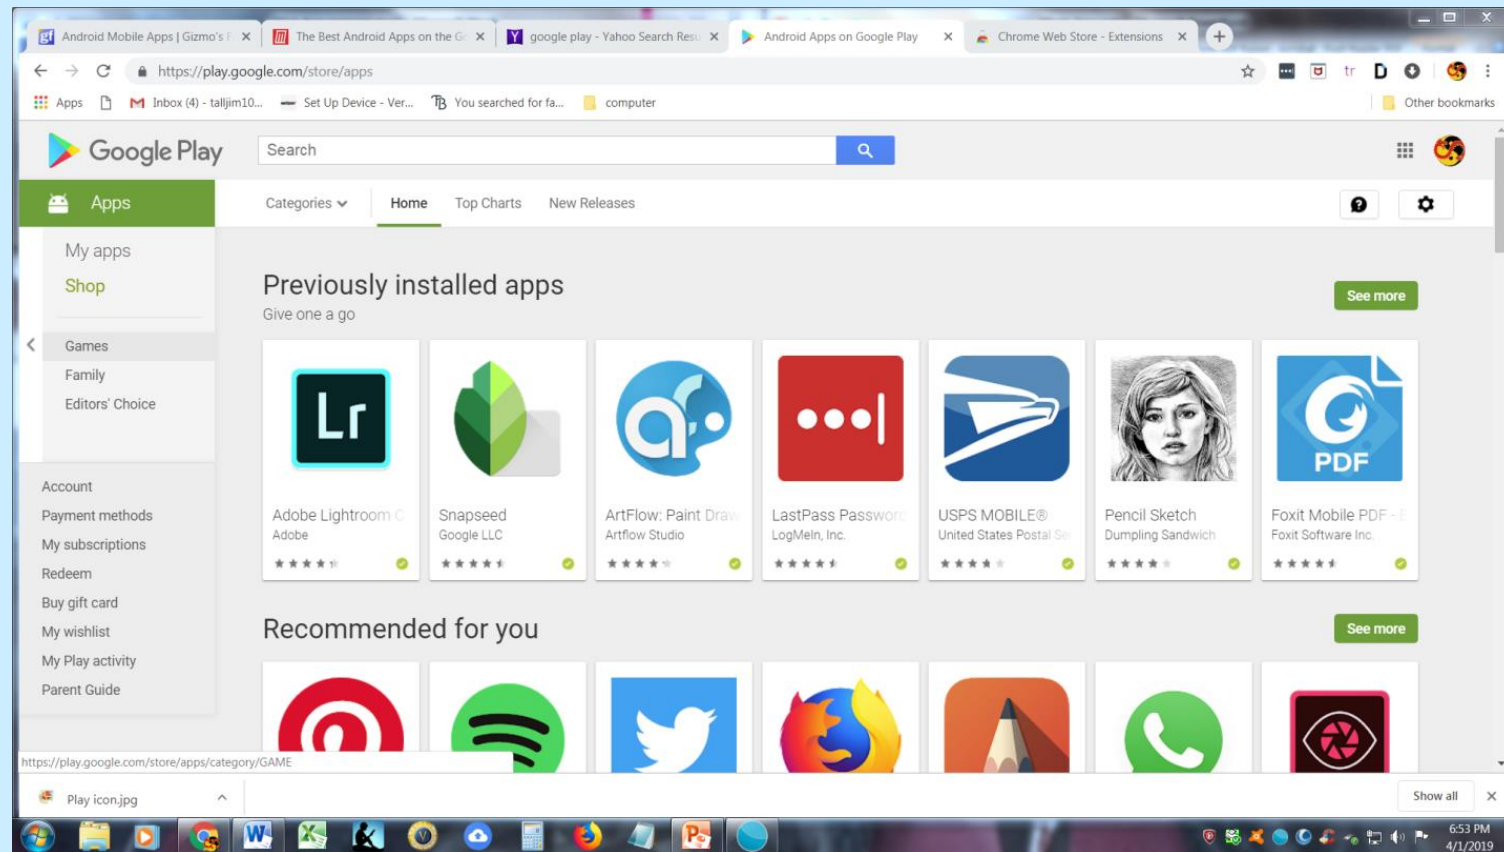 Android Mobile Apps | Gizmo's F
The Best Android Apps on the Go
google play - Yahoo Search Resu
Android Apps on Google Play
Chrome Web Store - Extensions
https://play.google.com/store/apps
tr
D
Apps
Inbox (4) - talljim10...
Set Up Device - Ver...
TB
You searched for fa...
computer
Other bookmarks
Google Play
Search
Apps
Categories
Home
Top Charts
New Releases
My apps
Shop
Games
Family
Editors' Choice
Account
Payment methods
My subscriptions
Redeem
Buy gift card
My wishlist
My Play activity
Parent Guide
Previously installed apps
See more
Give one a go
Lr
PDF
Adobe Lightroom C
Adobe
Snapseed
Google LLC
ArtFlow: Paint Draw
Artflow Studio
LastPass Password
LogMeIn, Inc.
USPS MOBILE®
United States Postal Se
Pencil Sketch
Dumpling Sandwich
Foxit Mobile PDF - E
Foxit Software Inc.
Recommended for you
See more
https://play.google.com/store/apps/category/GAME
Play icon.jpg
Show all
6:53 PM
4/1/2019